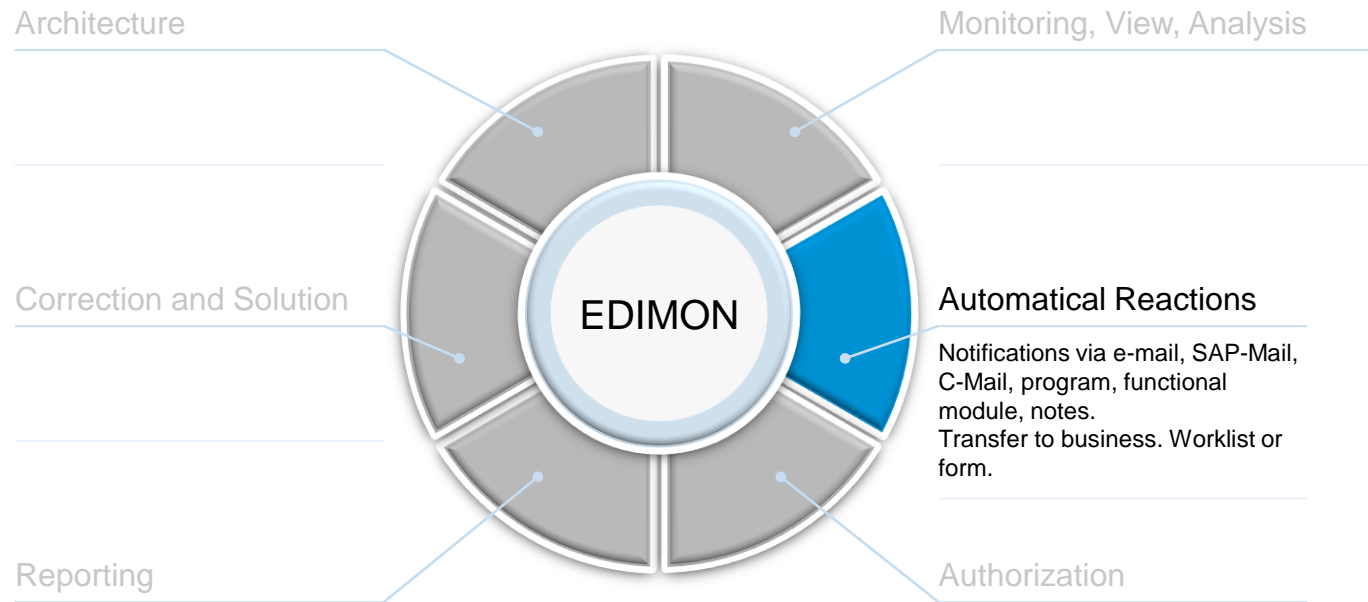 Architecture
Monitoring, View, Analysis
Correction and Solution
EDIMON
Automatical Reactions
Notifications via e-mail, SAP-Mail,
C-Mail, program, functional
module, notes.
Transfer to business. Worklist or
form.
Reporting
Authorization